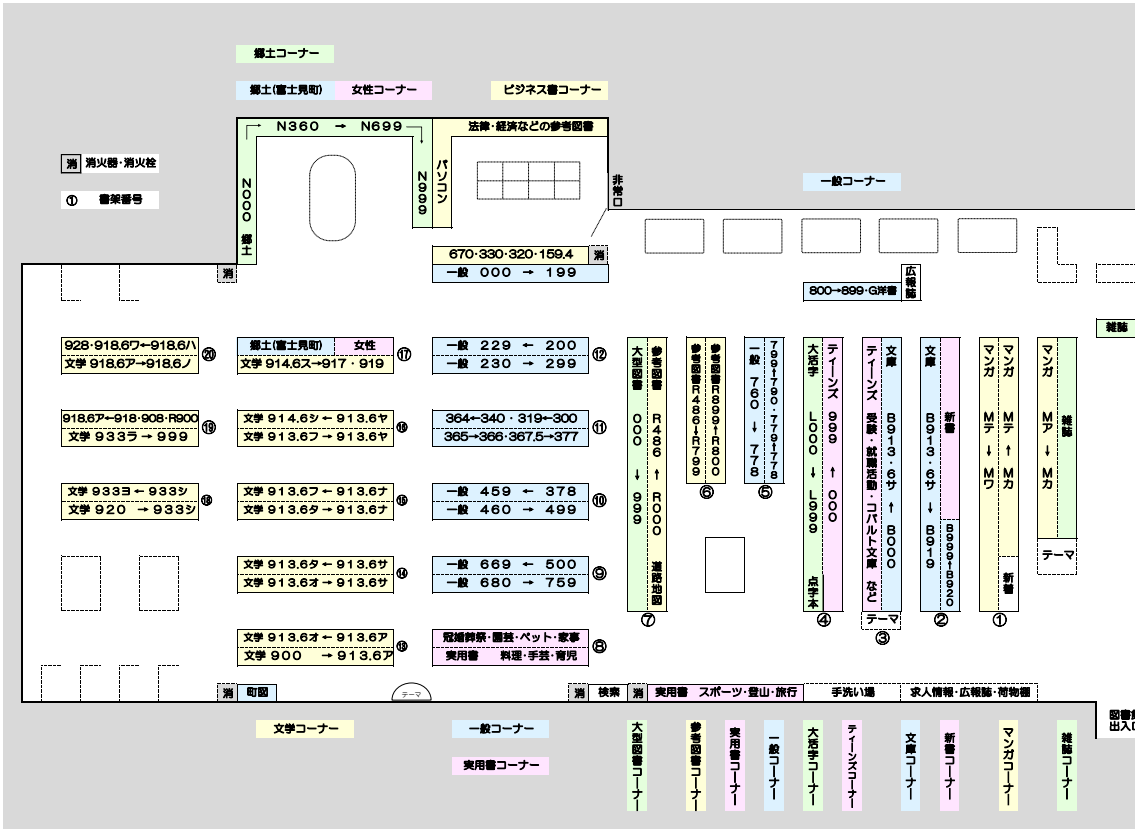 郷土コーナー
郷土(富士見町)
女性コーナー
ビジネス書コーナー
消 消火器・消火栓
① 書架番号
N360 → N699
法律・経済などの参考図書
N000 郷土
N999
パソコン
非常口
一般コーナー
670・330・320・159.4
消
一般 000 → 199
消
800→899・G洋書
広報誌
雑誌
928・918.6ワ←918.6ハ
文学 918.6ア→918.6ノ
⑳
郷土(富士見町)
女性
文学 914.6ス→917・919
⑰
一般 229 ← 200
一般 230 → 299
⑫
918.6ア←918・908・R900
文学 933ラ → 999
⑲
文学 914.6シ ← 913.6ヤ
文学 913.6フ → 913.6ヤ
⑯
364←340・319←300
365→366・367.5→377
⑪
文学 933ヨ ← 933シ
文学 920 →933シ
⑱
文学 913.6フ ← 913.6ナ
文学 913.6タ → 913.6ナ
⑮
一般 459 ← 378
一般 460 → 499
⑩
文学 913.6タ ← 913.6サ
文学 913.6オ → 913.6サ
⑭
一般 669 ← 500
一般 680 → 759
⑨
文学 913.6オ ← 913.6ア
文学 900 → 913.6ア
⑬
冠婚葬祭・園芸・ペット・家事
実用書 料理・手芸・育児
⑧
大型図書 000 → 999
参考図書 R486 ← R000 道路地図
⑦
参考図書R486→R799
参考図書R899←R800
⑥
一般 760 → 778
799←790・779←778
⑤
大活字 L000 → L999 点字本
ティーンズ 999 ← 000
④
ティーンズ 受験・就職活動・コバルト文庫 など
文庫 B913・6サ ← B000
テーマ
③
文庫 B913・6サ → B919
新書
B999←B920
②
マンガ Mテ → Mワ
マンガ Mテ ← Mカ
新着
①
マンガ Mア → Mカ
雑誌
テーマ
消
町図
テーマ
消
検索
消
実用書 スポーツ・登山・旅行
手洗い場
求人情報・広報誌・荷物棚
文学コーナー
一般コーナー
実用書コーナー
大型図書コーナー
参考図書コーナー
実用書コーナー
一般コーナー
大活字コーナー
ティーンズコーナー
文庫コーナー
新書コーナー
マンガコーナー
雑誌コーナー
図書
出入